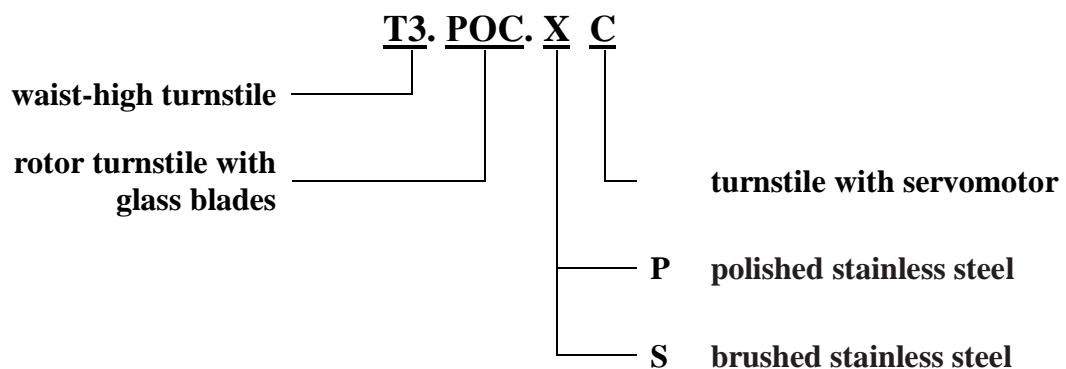 T3. POC. X C
waist-high turnstile
rotor turnstile with
glass blades
turnstile with servomotor
P polished stainless steel
S brushed stainless steel